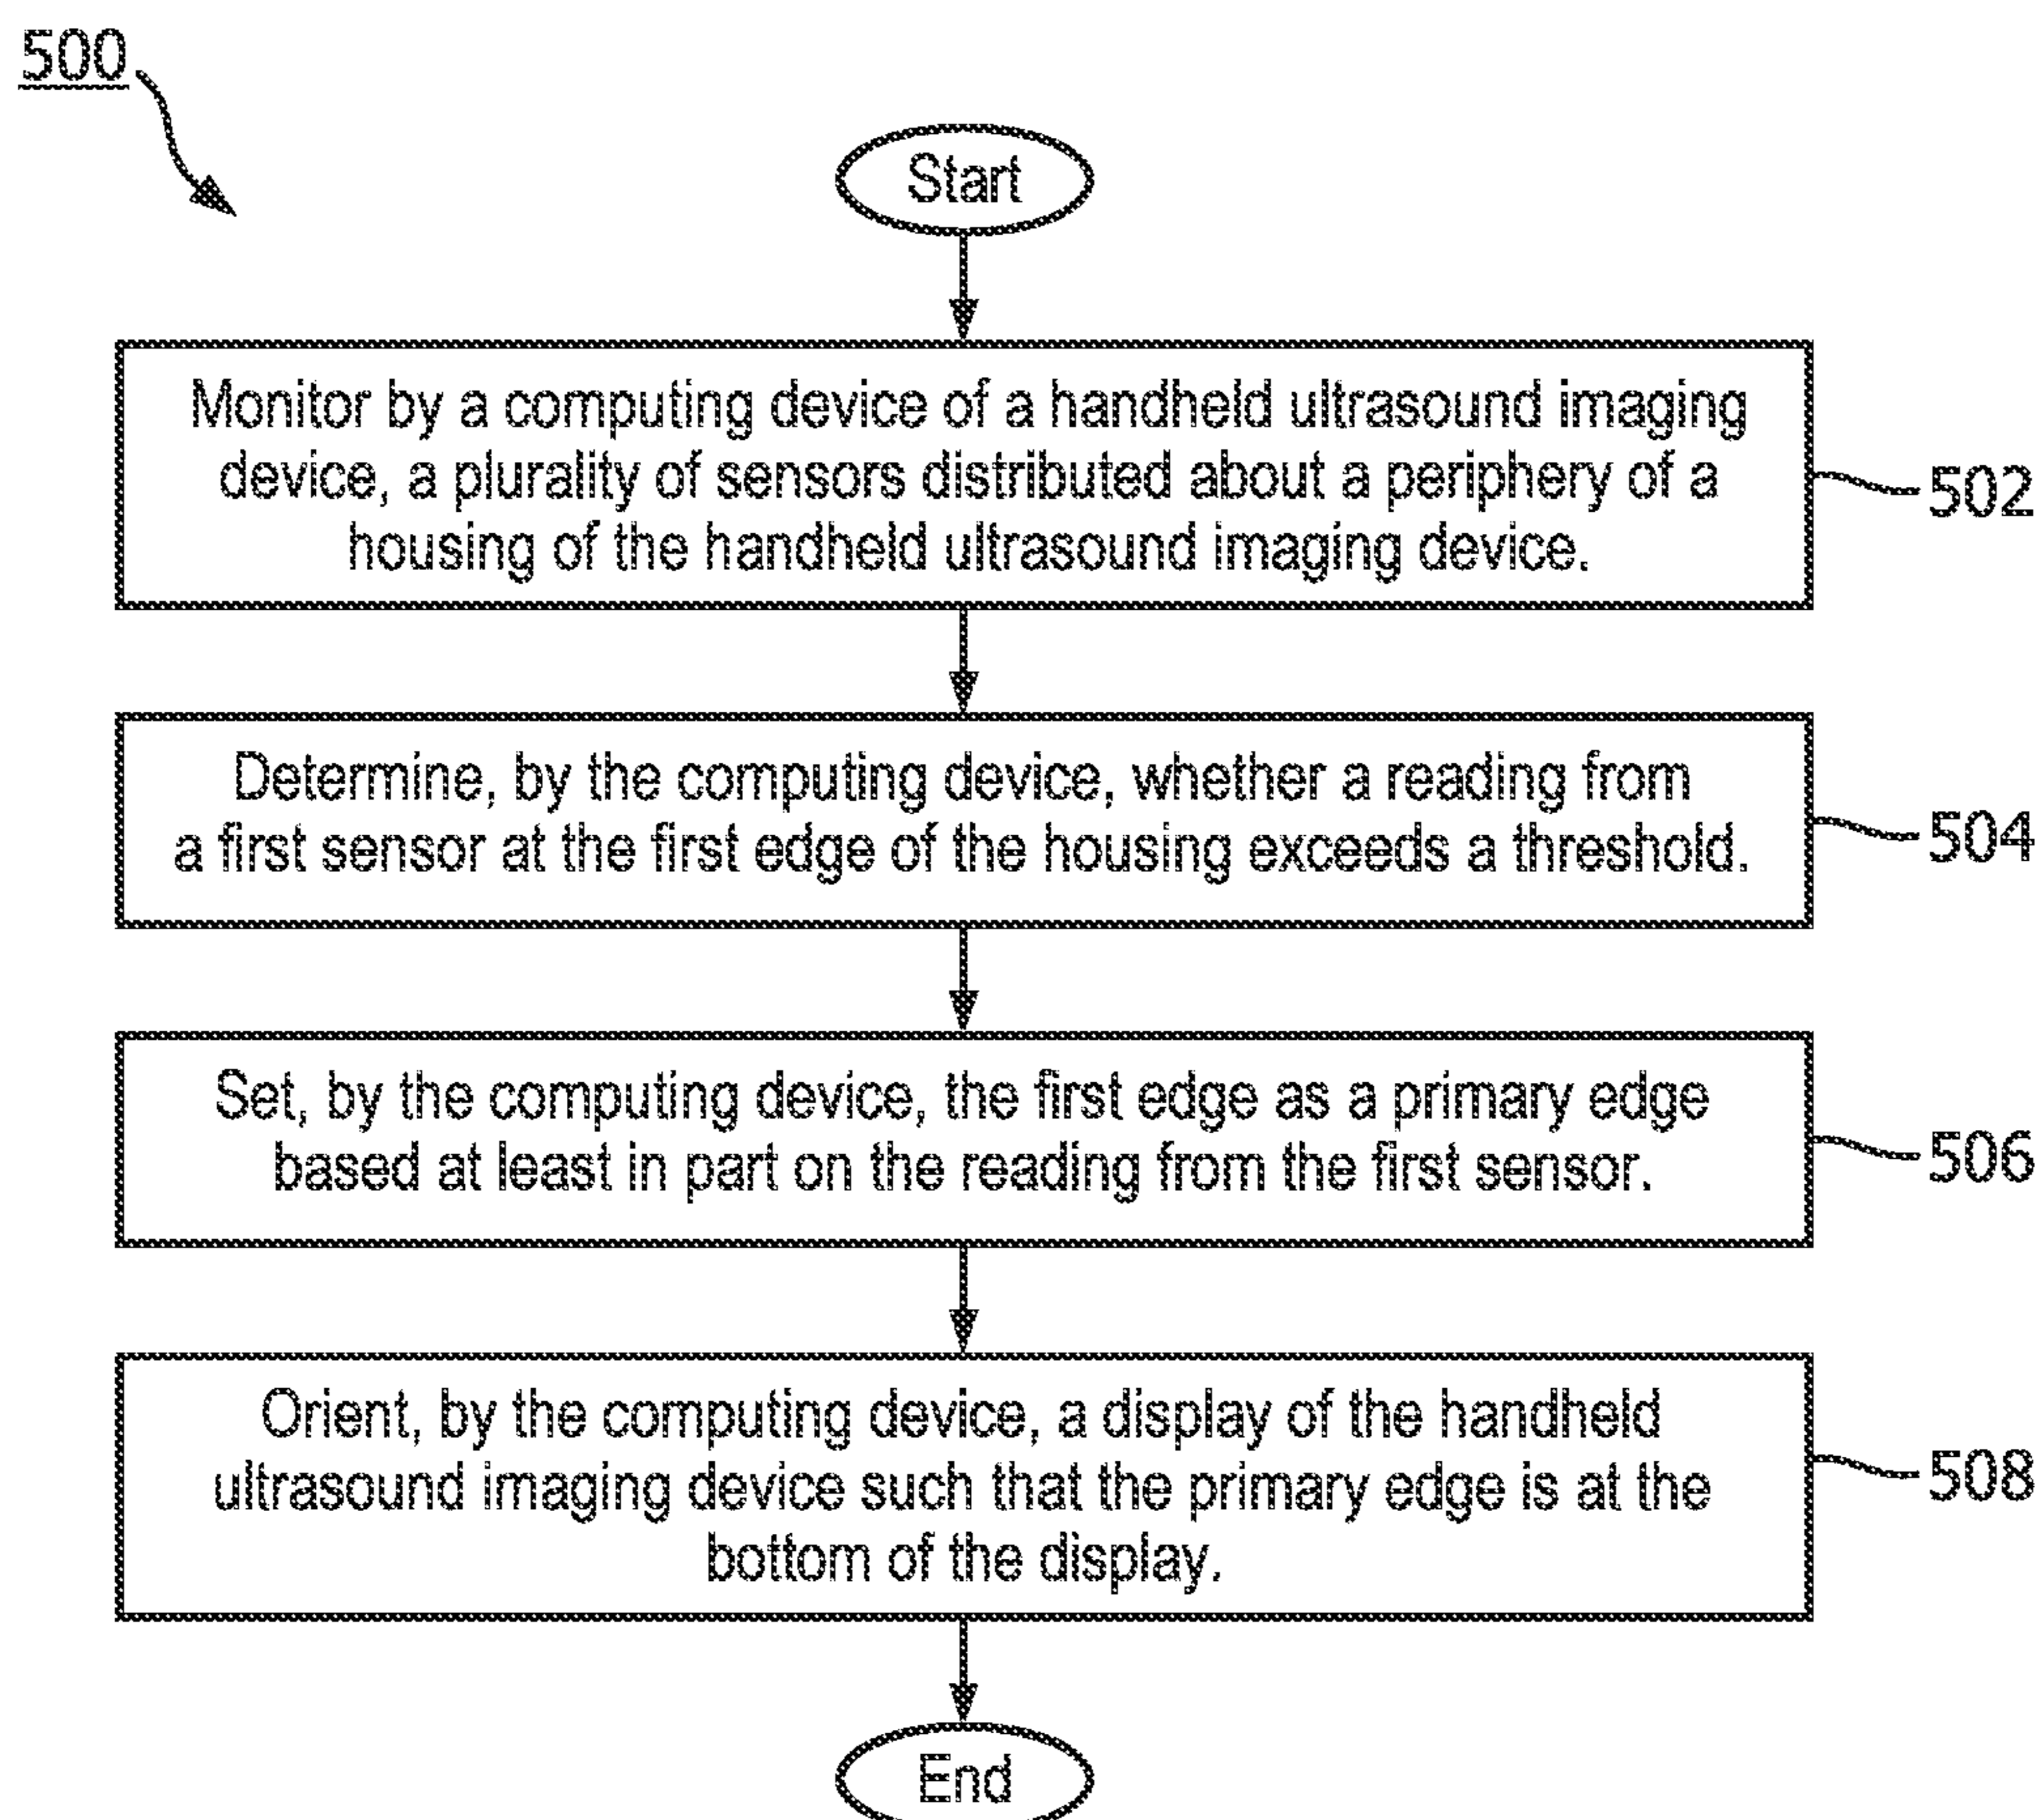 500
Start
Monitor by a computing device of a handheld ultrasound imaging
device, a plurality of sensors distributed about a periphery of a
housing of the handheld ultrasound imaging device.
502
Determine, by the computing device, whether a reading from
a first sensor at the first edge of the housing exceeds a threshold.
504
Set, by the computing device, the first edge as a primary edge
based at least in part on the reading from the first sensor.
506
Orient, by the computing device, a display of the handheld
ultrasound imaging device such that the primary edge is at the
bottom of the display.
508
End